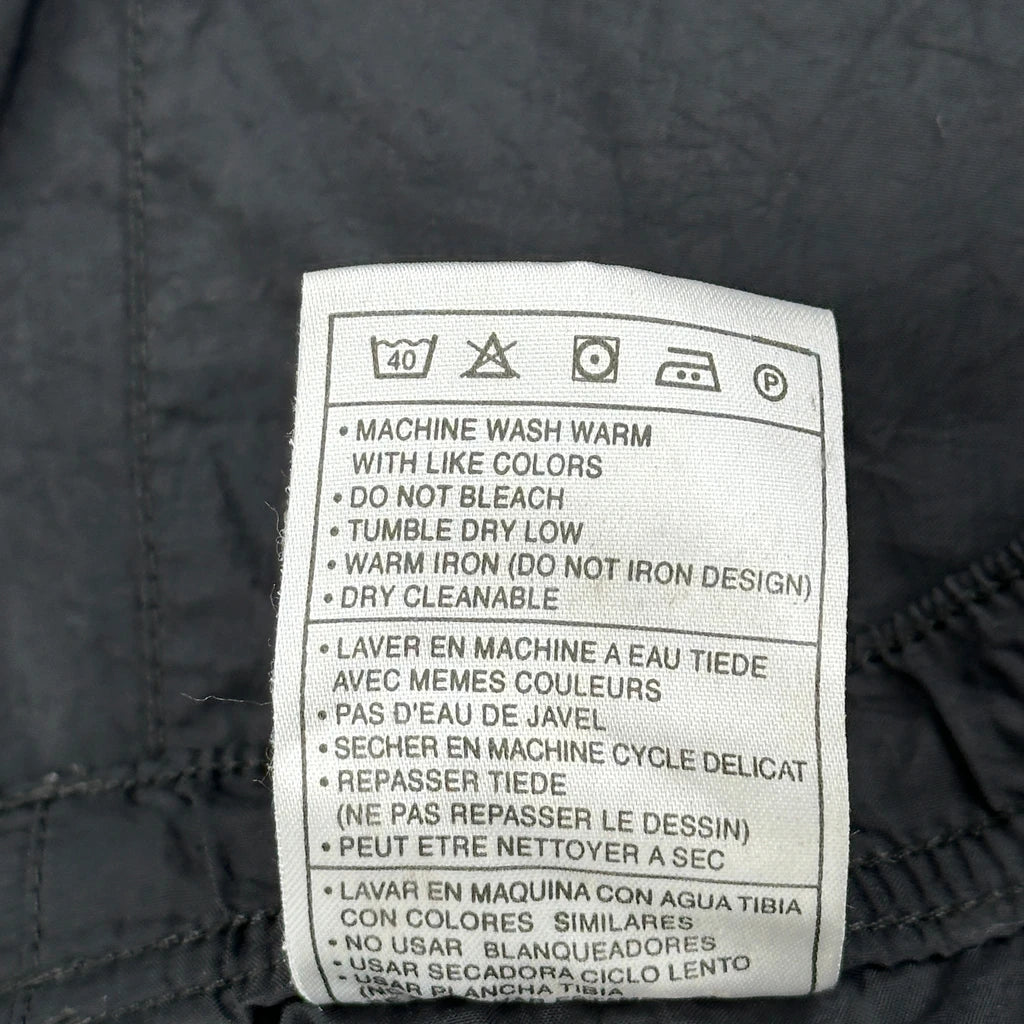 40
P
• MACHINE WASH WARM
WITH LIKE COLORS
• DO NOT BLEACH
• TUMBLE DRY LOW
• WARM IRON (DO NOT IRON DESIGN)
• DRY CLEANABLE
• LAVER EN MACHINE A EAU TIEDE
AVEC MEMES COULEURS
• PAS D'EAU DE JAVEL
• SECHER EN MACHINE CYCLE DELICAT
• REPASSER TIEDE
(NE PAS REPASSER LE DESSIN)
• PEUT ETRE NETTOYER A SEC
• LAVAR EN MAQUINA CON AGUA TIBIA
CON COLORES SIMILARES
• NO USAR BLANQUEADORES
• USAR SECADORA CICLO LENTO
• USAR PLANCHA TIBIA